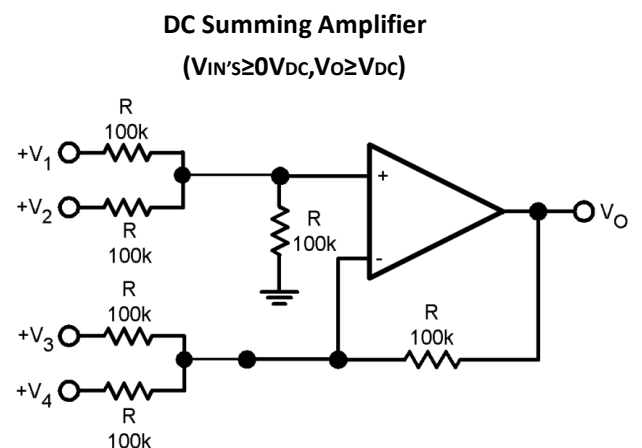 DC Summing Amplifier
(VIN'S≥0VDC,VO≥VDC)
R
100k
+V1
+
+V2
R
100k
R
100k
VO
-
R
100k
+V3
R
100k
+V4
R
100k